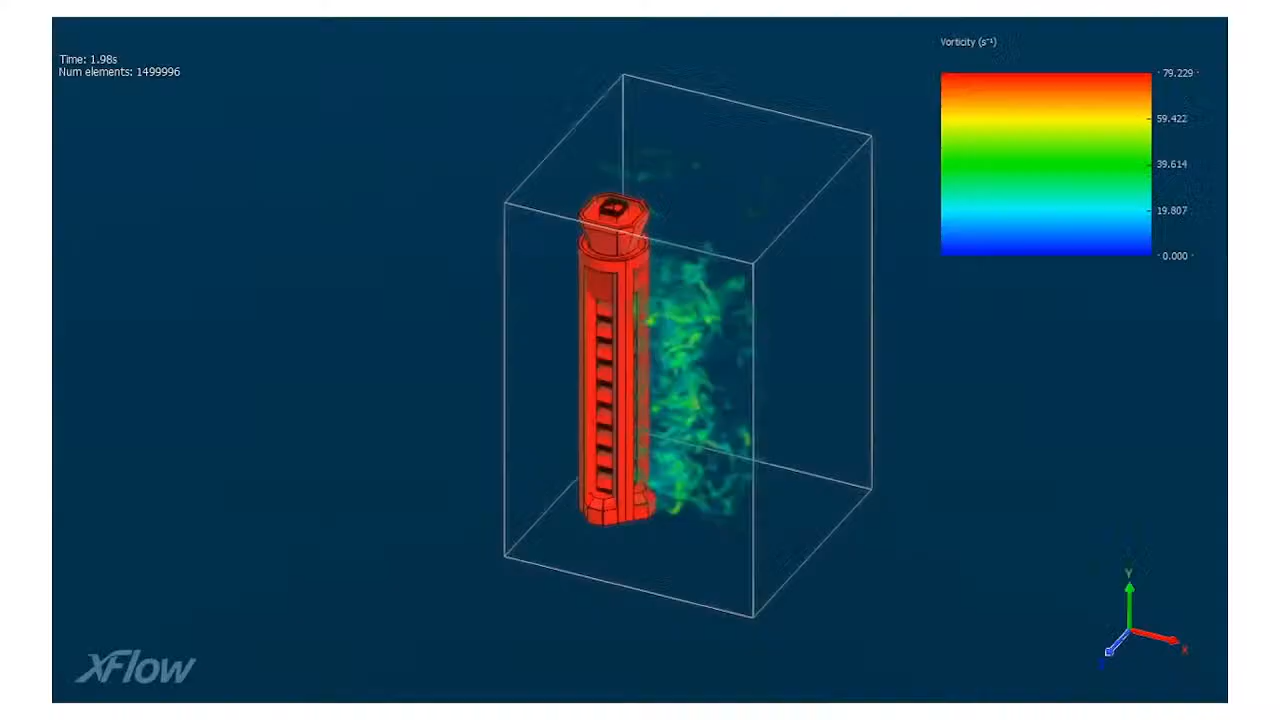 Time: 1.98s
Num elements: 1499996
Vorticity (s⁻¹)
79.229
59.422
39.614
19.807
0.000
Y
X
XFlow